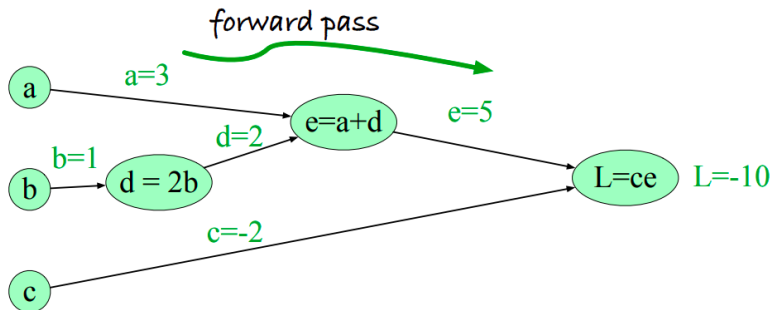 forward pass
a
a=3
e=a+d
e=5
b=1
d=2
b
d = 2b
L=ce
L=-10
c=-2
c